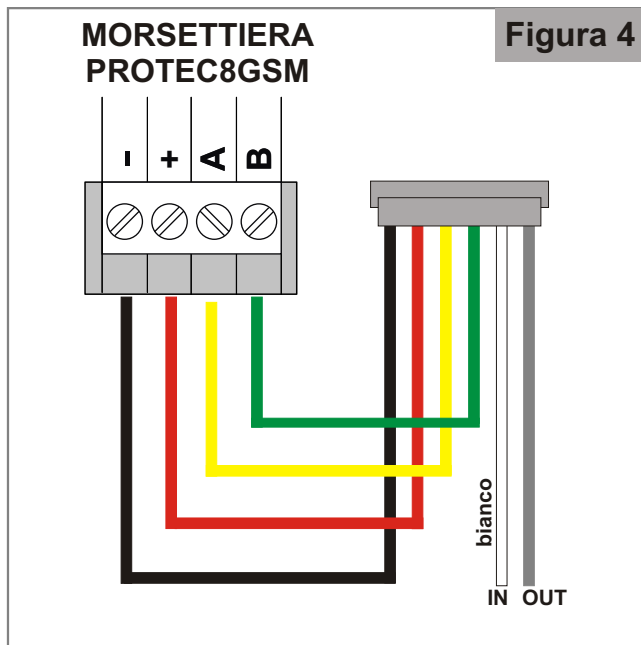 MORSETTIERA
PROTEC8GSM
Figura 4
-
+
A
B
bianco
IN OUT